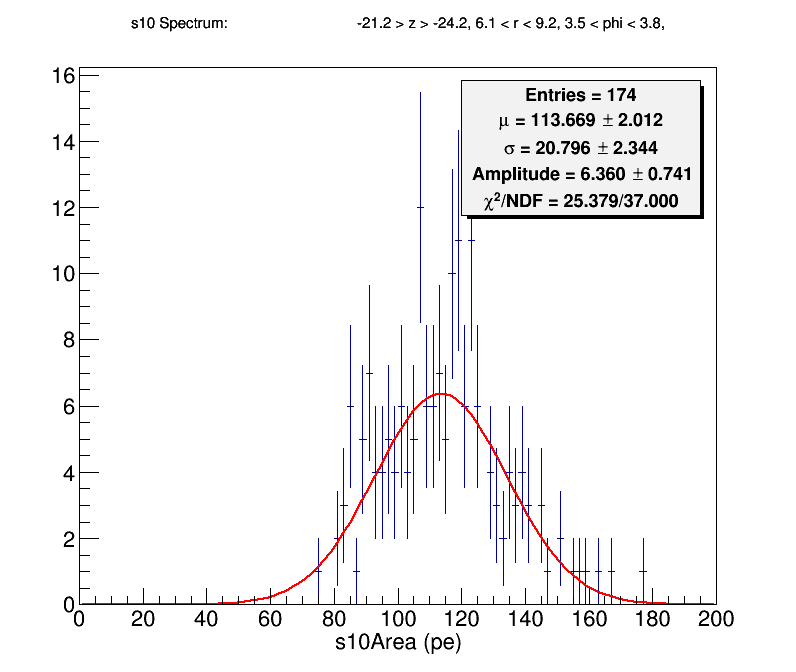 s10 Spectrum: -21.2 > z > -24.2, 6.1 < r < 9.2, 3.5 < phi < 3.8,
Entries = 174
μ = 113.669 ± 2.012
σ = 20.796 ± 2.344
Amplitude = 6.360 ± 0.741
χ²/NDF = 25.379/37.000
16
14
12
10
8
6
4
2
0
0 20 40 60 80 100 120 140 160 180 200
s10Area (pe)